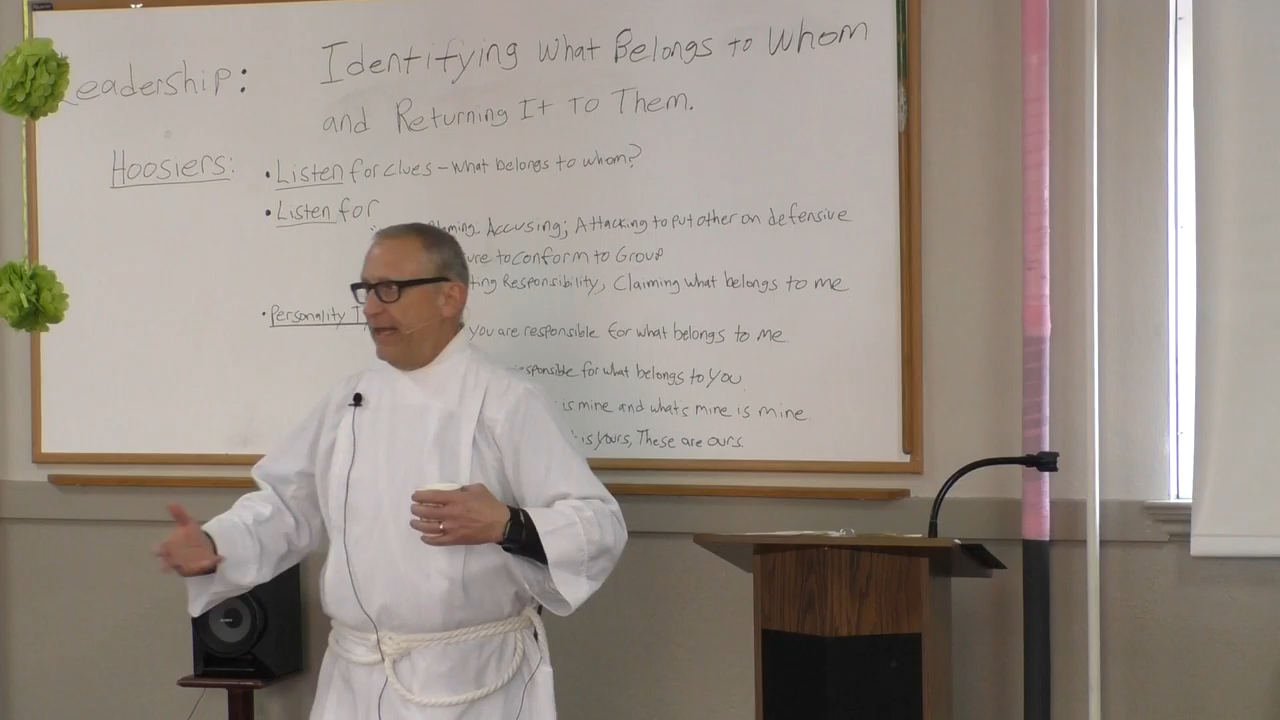 Leadership: Identifying What Belongs to Whom
and Returning It To Them.
Hoosiers: • Listen for clues – what belongs to whom?
• Listen for
Accusing; Attacking to put other on defensive
to conform to Group
Responsibility, Claiming what belongs to me
• Personality
you are responsible for what belongs to me
responsible for what belongs to You
is mine and what's mine is mine.
is yours, These are ours.